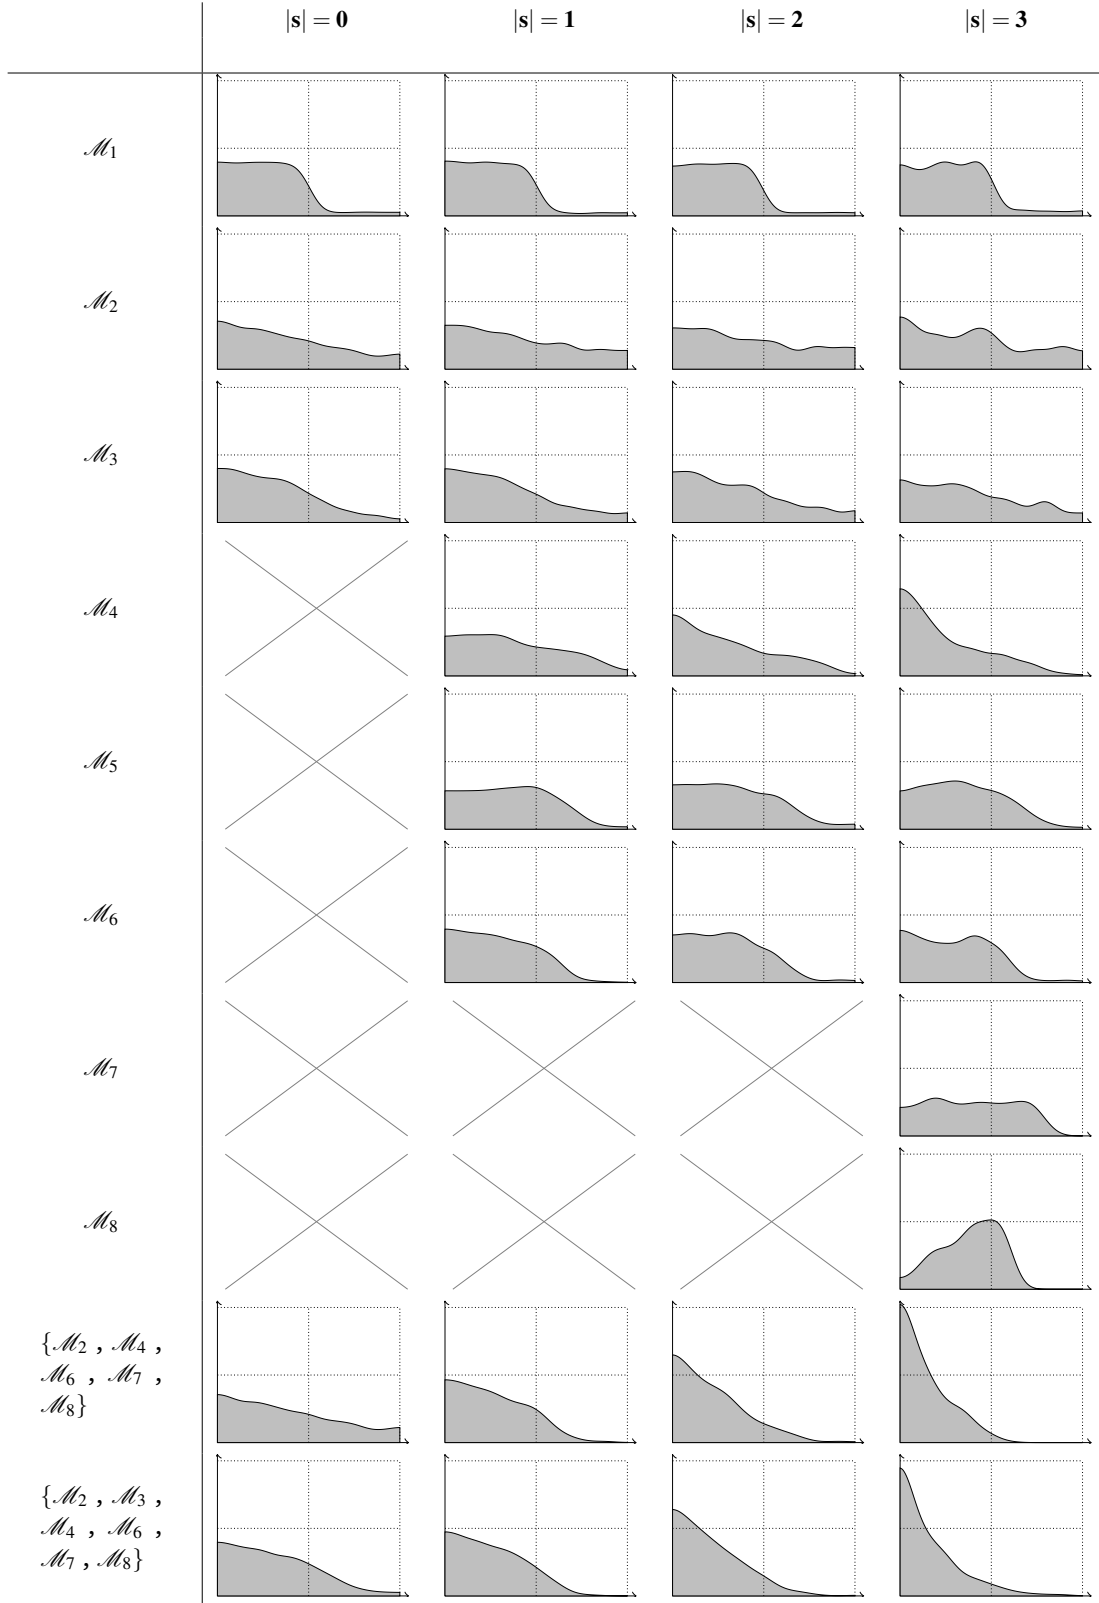 |s| = 0 |s| = 1 |s| = 2 |s| = 3
ℳ₁
ℳ₂
ℳ₃
ℳ₄
ℳ₅
ℳ₆
ℳ₇
ℳ₈
{ℳ₂ , ℳ₄ ,
ℳ₆ , ℳ₇ ,
ℳ₈}
{ℳ₂ , ℳ₃ ,
ℳ₄ , ℳ₆ ,
ℳ₇ , ℳ₈}